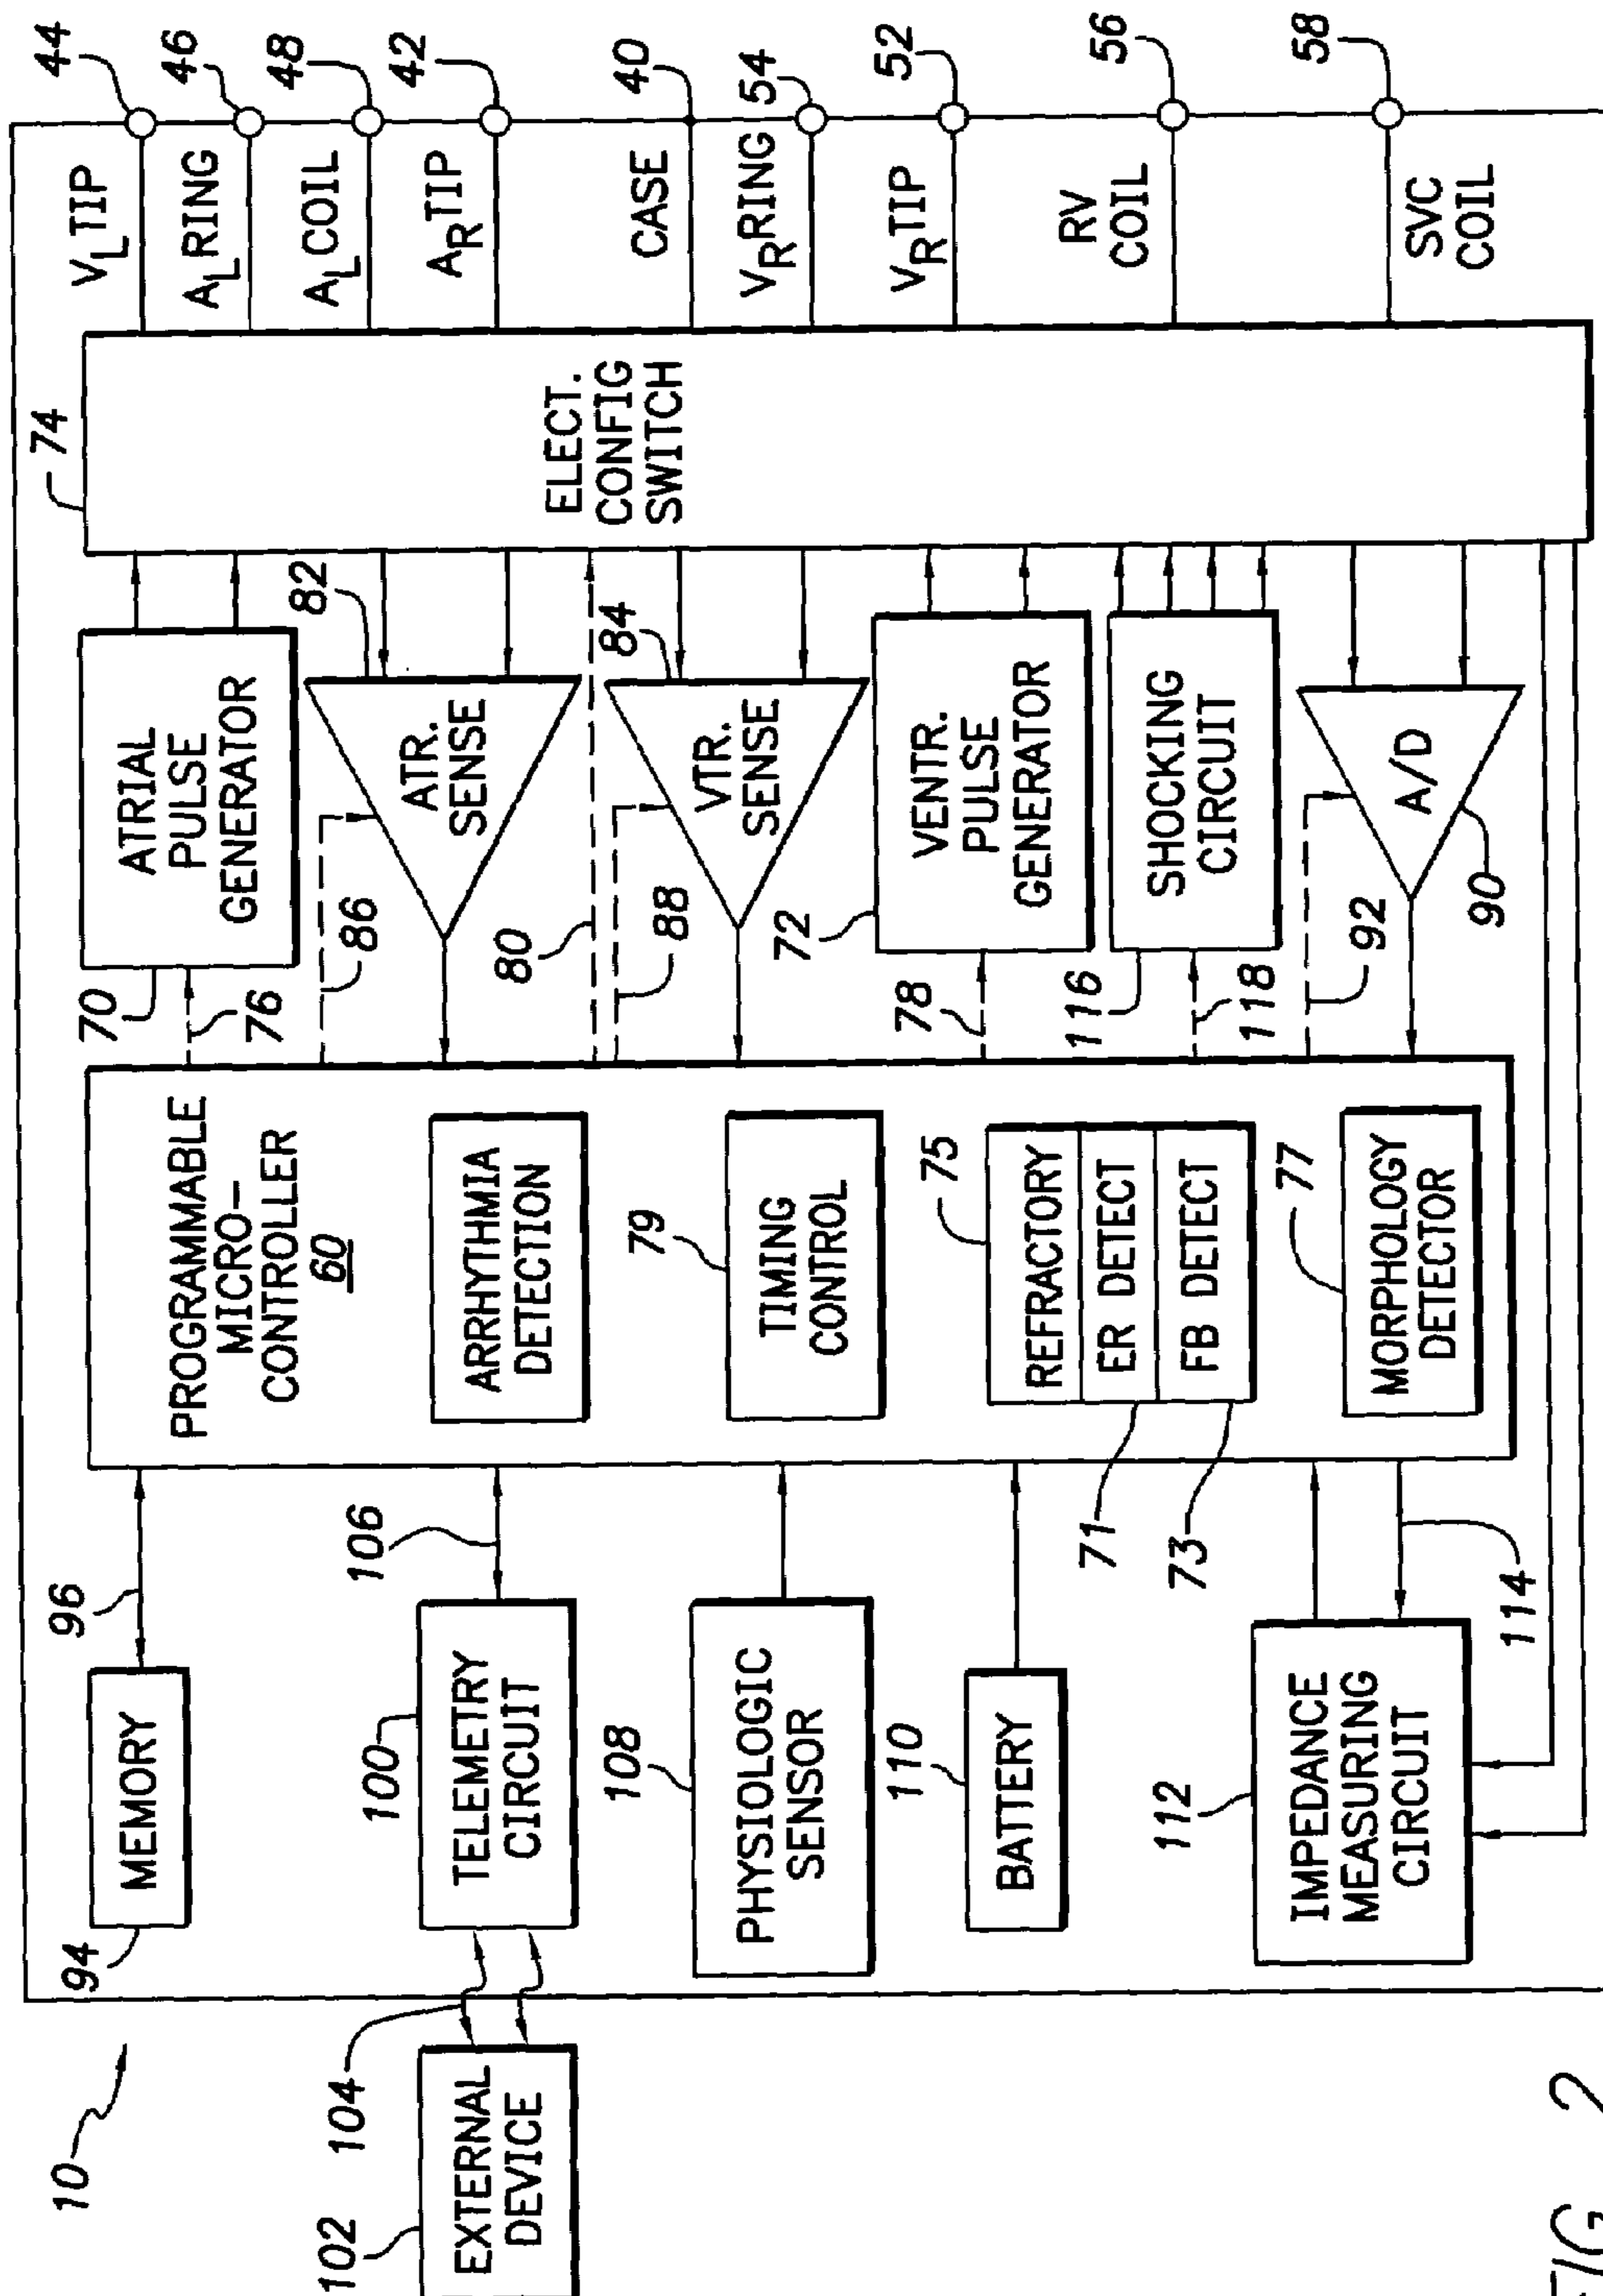 10
102
EXTERNAL
DEVICE
104
94
MEMORY
96
100
TELEMETRY
CIRCUIT
106
108
PHYSIOLOGIC
SENSOR
110
BATTERY
112
IMPEDANCE
MEASURING
CIRCUIT
114
PROGRAMMABLE
MICRO-
CONTROLLER
60
ARRHYTHMIA
DETECTION
79
TIMING
CONTROL
75
REFRACTORY
ER DETECT
FB DETECT
71
73
77
MORPHOLOGY
DETECTOR
70
ATRIAL
PULSE
GENERATOR
76
86
82
ATR.
SENSE
80
88
84
VTR.
SENSE
72
VENTR.
PULSE
GENERATOR
78
116
SHOCKING
CIRCUIT
118
92
A/D
90
74
ELECT.
CONFIG
SWITCH
VL TIP
44
AL RING
46
AL COIL
48
AR TIP
42
CASE
40
VR RING
54
VR TIP
52
RV
COIL
56
SVC
COIL
58
FIG 2